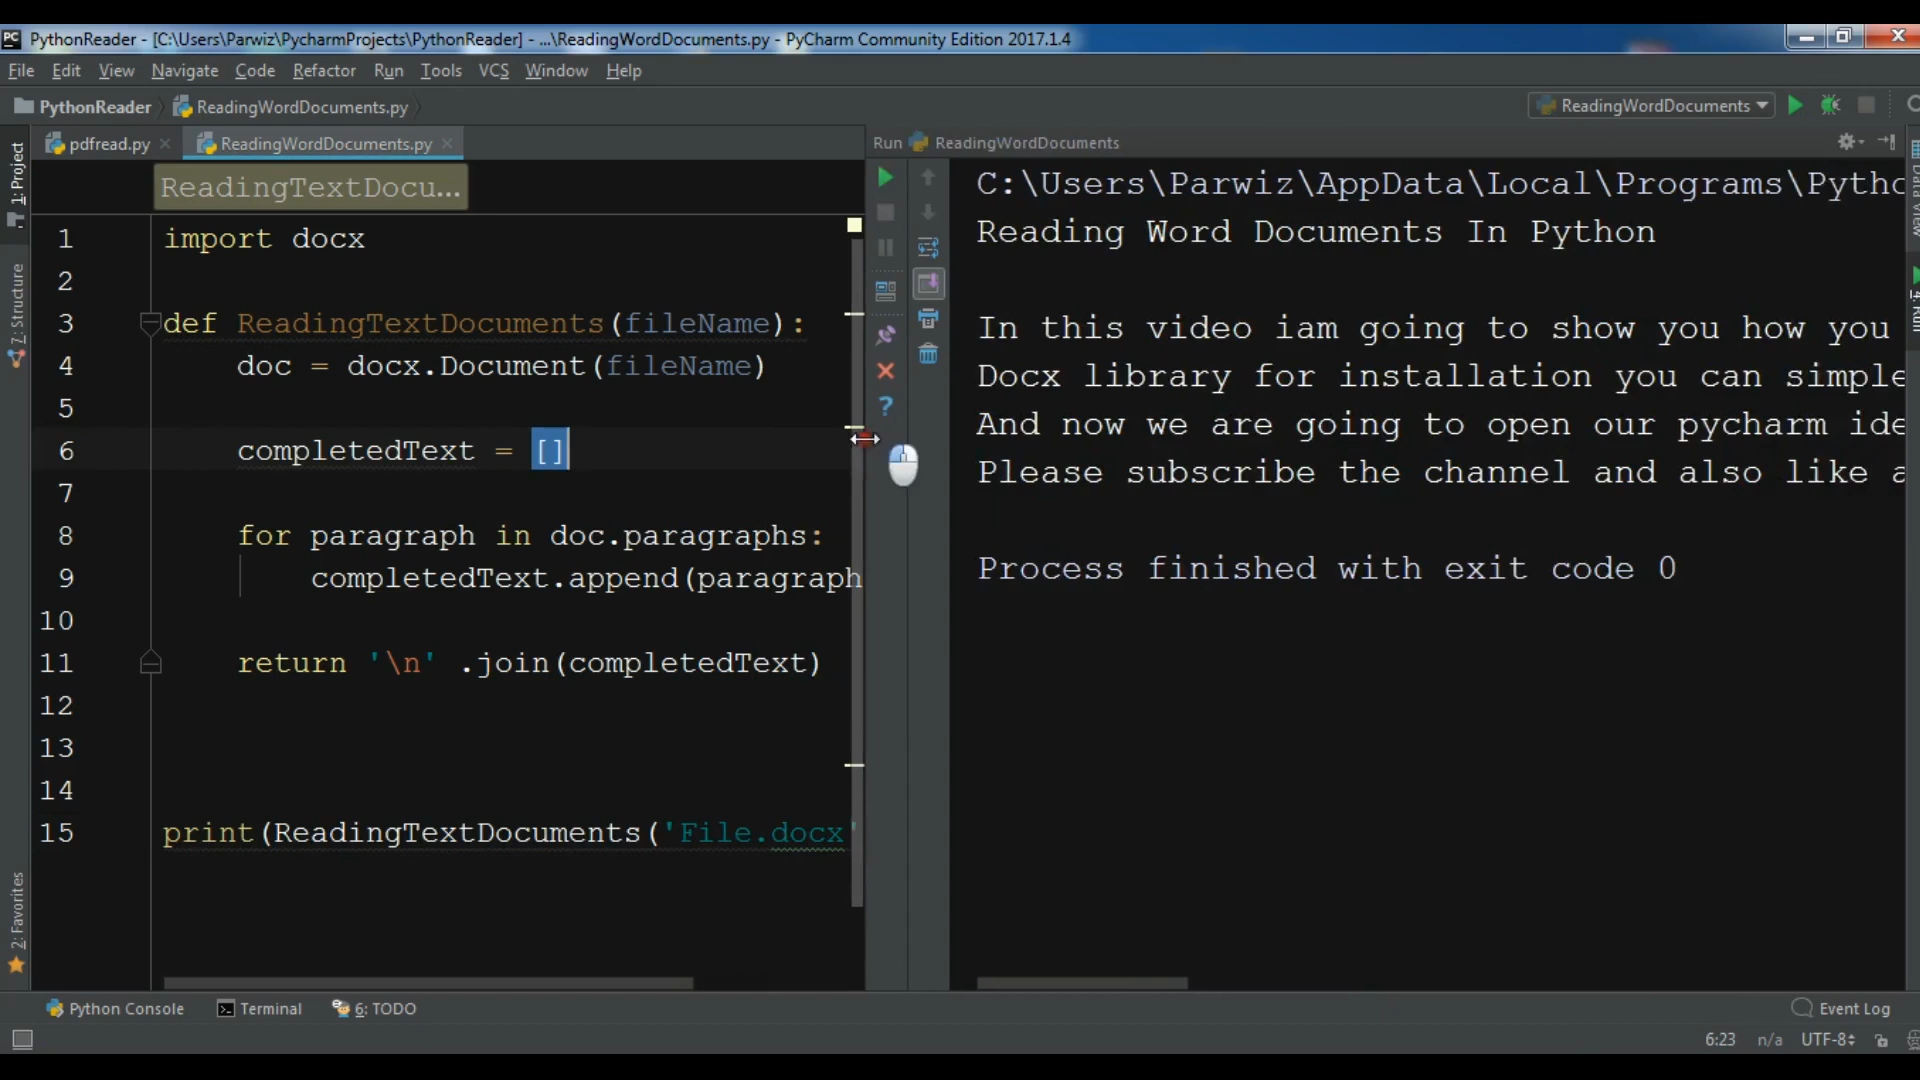 PythonReader - [C:\Users\Parwiz\PycharmProjects\PythonReader] - ...\ReadingWordDocuments.py - PyCharm Community Edition 2017.1.4
File Edit View Navigate Code Refactor Run Tools VCS Window Help
PythonReader ReadingWordDocuments.py ReadingWordDocuments
pdfread.py ReadingWordDocuments.py
Run ReadingWordDocuments
1: Project
7: Structure
2: Favorites
ReadingTextDocu...
1 import docx
2
3 def ReadingTextDocuments(fileName):
4 doc = docx.Document(fileName)
5
6 completedText = []
7
8 for paragraph in doc.paragraphs:
9 completedText.append(paragraph
10
11 return '\n' .join(completedText)
12
13
14
15 print(ReadingTextDocuments('File.docx'
C:\Users\Parwiz\AppData\Local\Programs\Pytho
Reading Word Documents In Python
In this video iam going to show you how you
Docx library for installation you can simple
And now we are going to open our pycharm ide
Please subscribe the channel and also like a
Process finished with exit code 0
Data View
4: Run
Python Console Terminal 6: TODO Event Log
6:23 n/a UTF-8